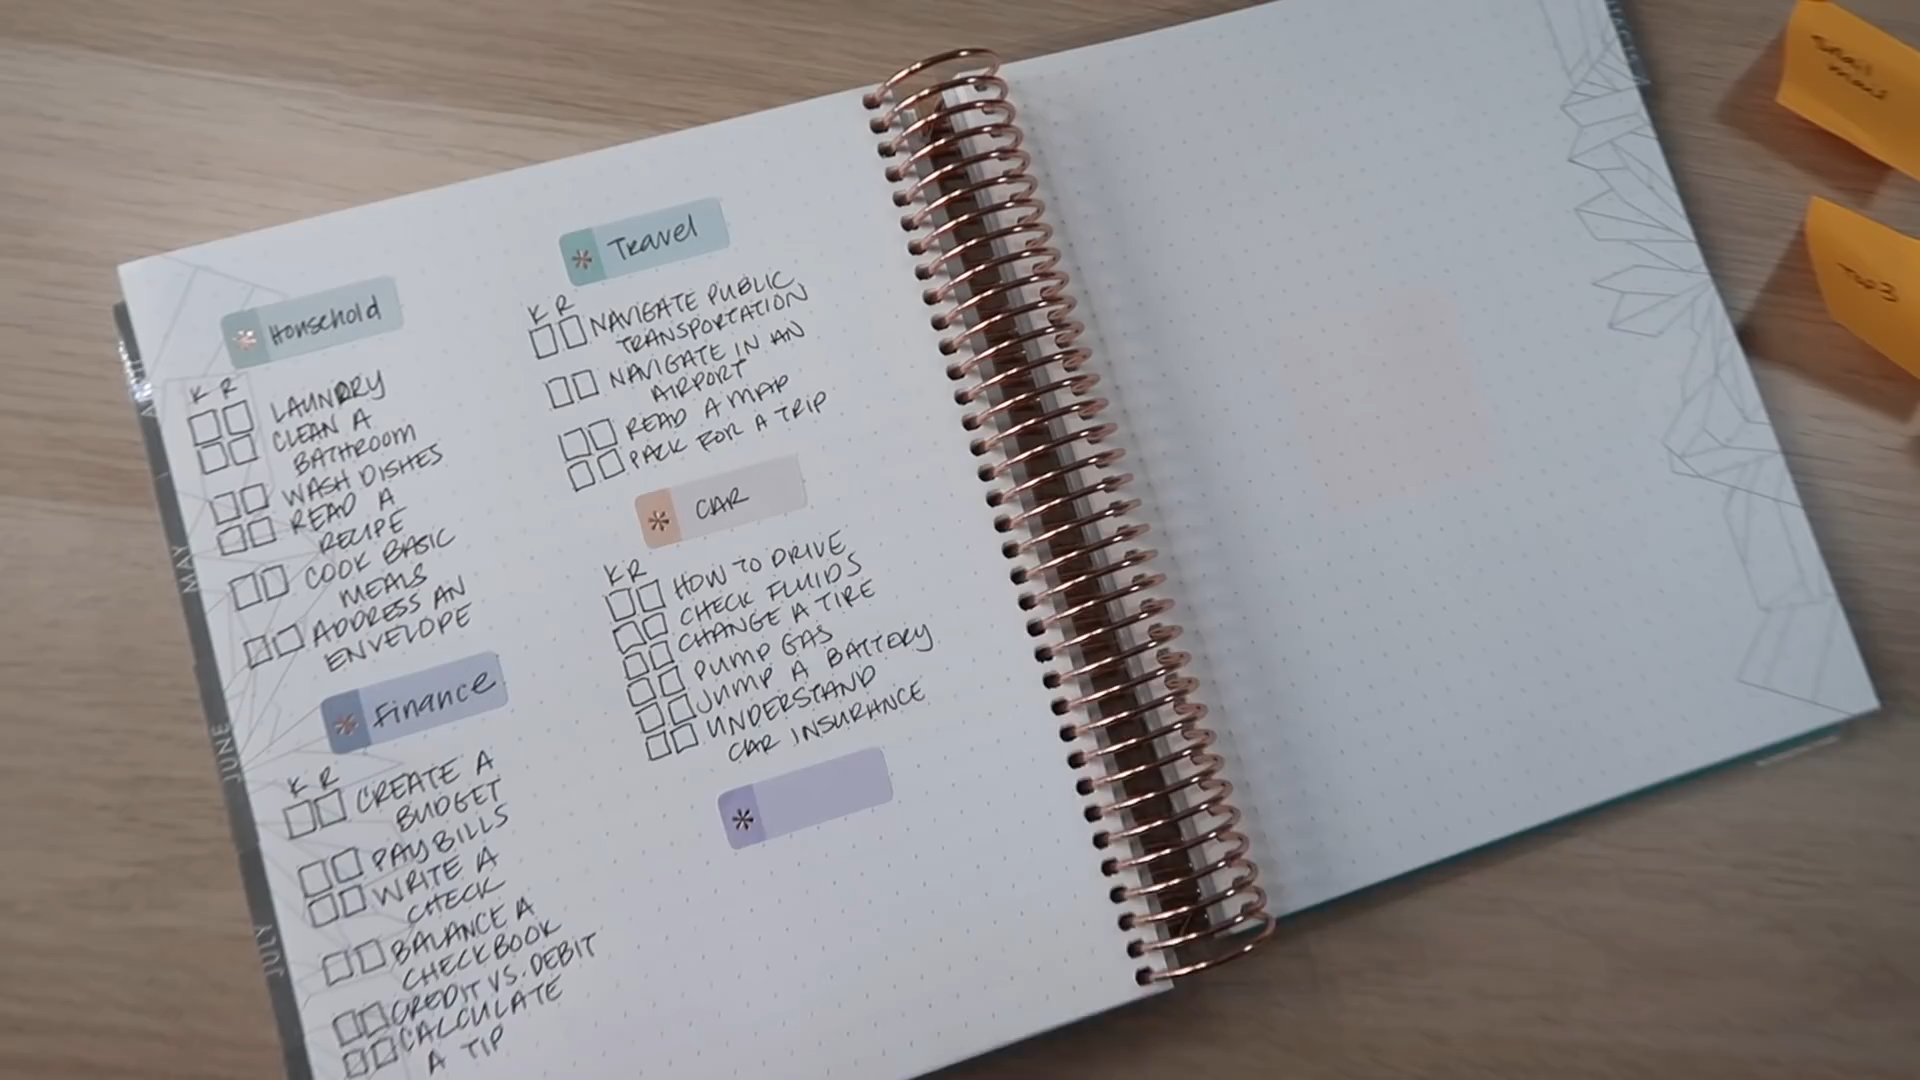 Household
K R
LAUNDRY
CLEAN A
BATHROOM
WASH DISHES
READ A
RECIPE
COOK BASIC
MEALS
ADDRESS AN
ENVELOPE
Finance
K R
CREATE A
BUDGET
PAY BILLS
WRITE A
CHECK
BALANCE A
CHECKBOOK
CREDIT VS. DEBIT
CALCULATE
A TIP
Travel
K R
NAVIGATE PUBLIC
TRANSPORTATION
NAVIGATE IN AN
AIRPORT
READ A MAP
PACK FOR A TRIP
CAR
K R
HOW TO DRIVE
CHECK FLUIDS
CHANGE A TIRE
PUMP GAS
JUMP A BATTERY
UNDERSTAND
CAR INSURANCE
MAY
JUNE
JULY